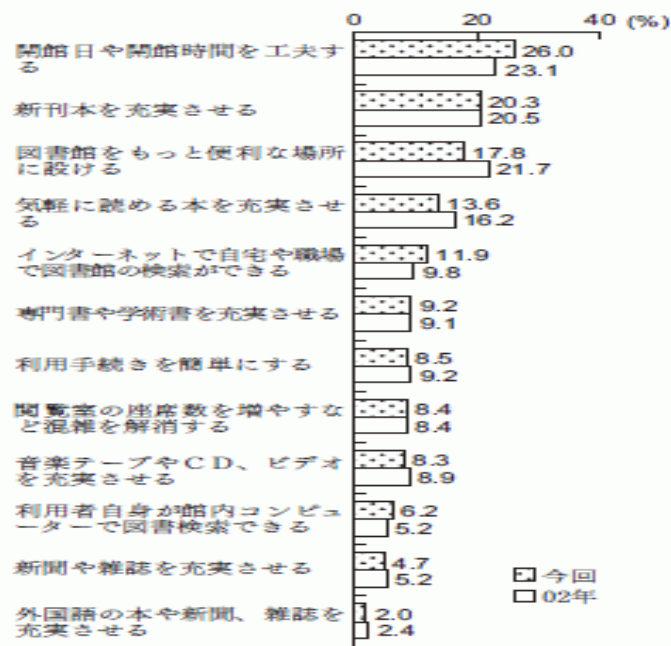 0 20 40 (%)
開館日や開館時間を工夫す
る
26.0
23.1
新刊本を充実させる
20.3
20.5
図書館をもっと便利な場所
に設ける
17.8
21.7
気軽に読める本を充実させ
る
13.6
16.2
インターネットで自宅や職場
で図書館の検索ができる
11.9
9.8
専門書や学術書を充実させる
9.2
9.1
利用手続きを簡単にする
8.5
9.2
閲覧室の座席数を増やすな
ど混雑を解消する
8.4
8.4
音楽テープやCD、ビデオ
を充実させる
8.3
8.9
利用者自身が館内コンピュ
ーターで図書検索できる
6.2
5.2
新聞や雑誌を充実させる
4.7
5.2
外国語の本や新聞、雑誌を
充実させる
2.0
2.4
今回
02年